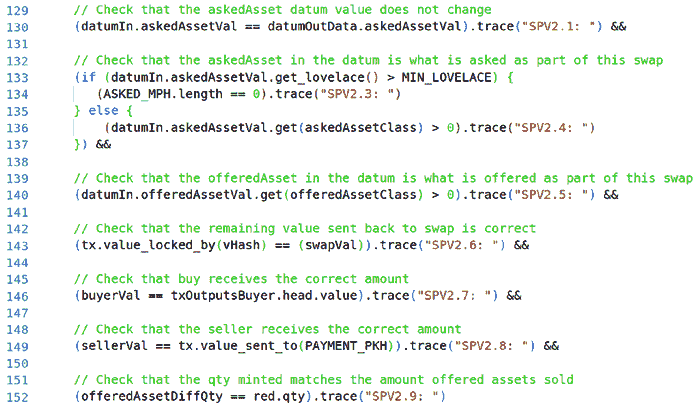 129 // Check that the askedAsset datum value does not change
130 (datumIn.askedAssetVal == datumOutData.askedAssetVal).trace("SPV2.1: ") &&
131
132 // Check that the askedAsset in the datum is what is asked as part of this swap
133 (if (datumIn.askedAssetVal.get_lovelace() > MIN_LOVELACE) {
134 (ASKED_MPH.length == 0).trace("SPV2.3: ")
135 } else {
136 (datumIn.askedAssetVal.get(askedAssetClass) > 0).trace("SPV2.4: ")
137 }) &&
138
139 // Check that the offeredAsset in the datum is what is offered as part of this swap
140 (datumIn.offeredAssetVal.get(offeredAssetClass) > 0).trace("SPV2.5: ") &&
141
142 // Check that the remaining value sent back to swap is correct
143 (tx.value_locked_by(vHash) == (swapVal)).trace("SPV2.6: ") &&
144
145 // Check that buy receives the correct amount
146 (buyerVal == txOutputsBuyer.head.value).trace("SPV2.7: ") &&
147
148 // Check that the seller receives the correct amount
149 (sellerVal == tx.value_sent_to(PAYMENT_PKH)).trace("SPV2.8: ") &&
150
151 // Check that the qty minted matches the amount offered assets sold
152 (offeredAssetDiffQty == red.qty).trace("SPV2.9: ")